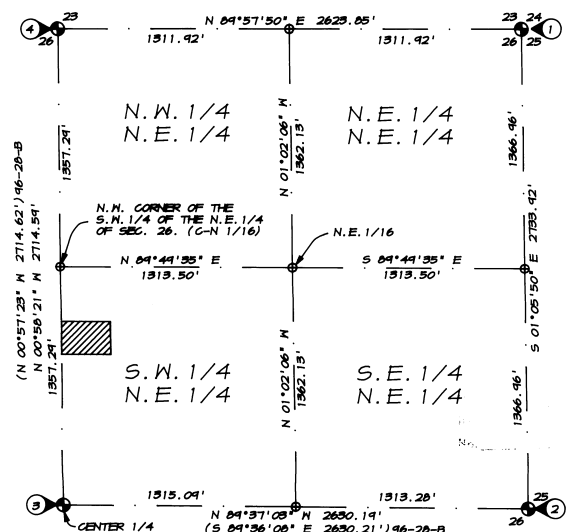 23
N 89°57'50" E 2623.85'
23 24
4
26
1311.92'
1311.92'
26 25
1
N.W. 1/4
N.E. 1/4
N.E. 1/4
N.E. 1/4
1357.29'
N 01°02'06" W
1362.13'
1366.96'
(N 00°57'23" W 2714.62')96-28-B
N 00°58'21" W 2714.59'
S 01°05'50" E 2733.92'
N.W. CORNER OF THE
S.W. 1/4 OF THE N.E. 1/4
OF SEC. 26. (C-N 1/16)
N.E. 1/16
N 89°49'35" E
1313.50'
S 89°49'35" E
1313.50'
1357.29'
S.W. 1/4
N.E. 1/4
N 01°02'06" W
1362.13'
S.E. 1/4
N.E. 1/4
1366.96'
3
1315.09'
1313.28'
25
2
26
CENTER 1/4
N 89°37'03" W 2630.19'
(S 89°36'08" E 2630.21')96-28-B